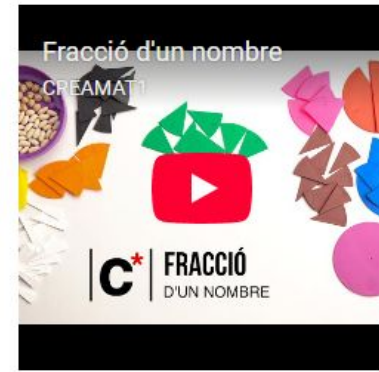 Fracció d'un nombre
CREAMAT1
|C*| FRACCIÓ
D'UN NOMBRE